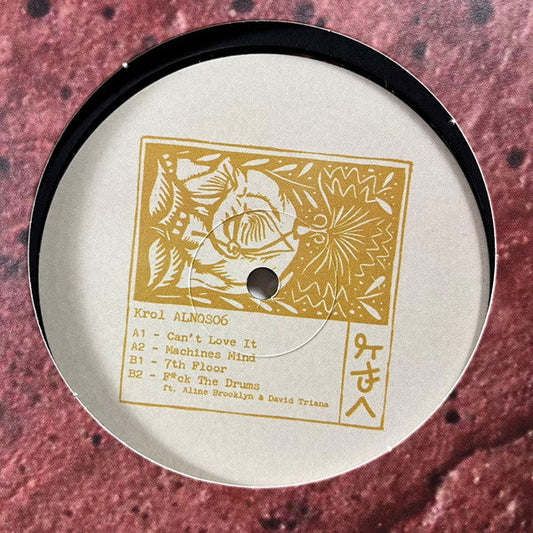 Krol ALNOS06
A1 - Can't Love It
A2 - Machines Mind
B1 - 7th Floor
B2 - F*ck The Drums
ft. Aline Brooklyn & David Triana